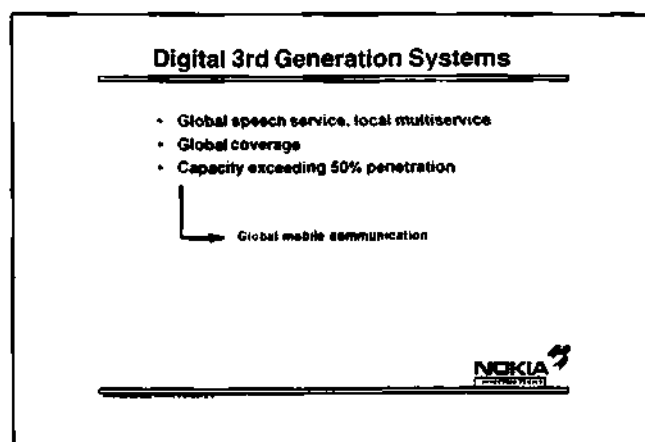 Digital 3rd Generation Systems
• Global speech service, local multiservice
• Global coverage
• Capacity exceeding 50% penetration
Global mobile communication
NOKIA